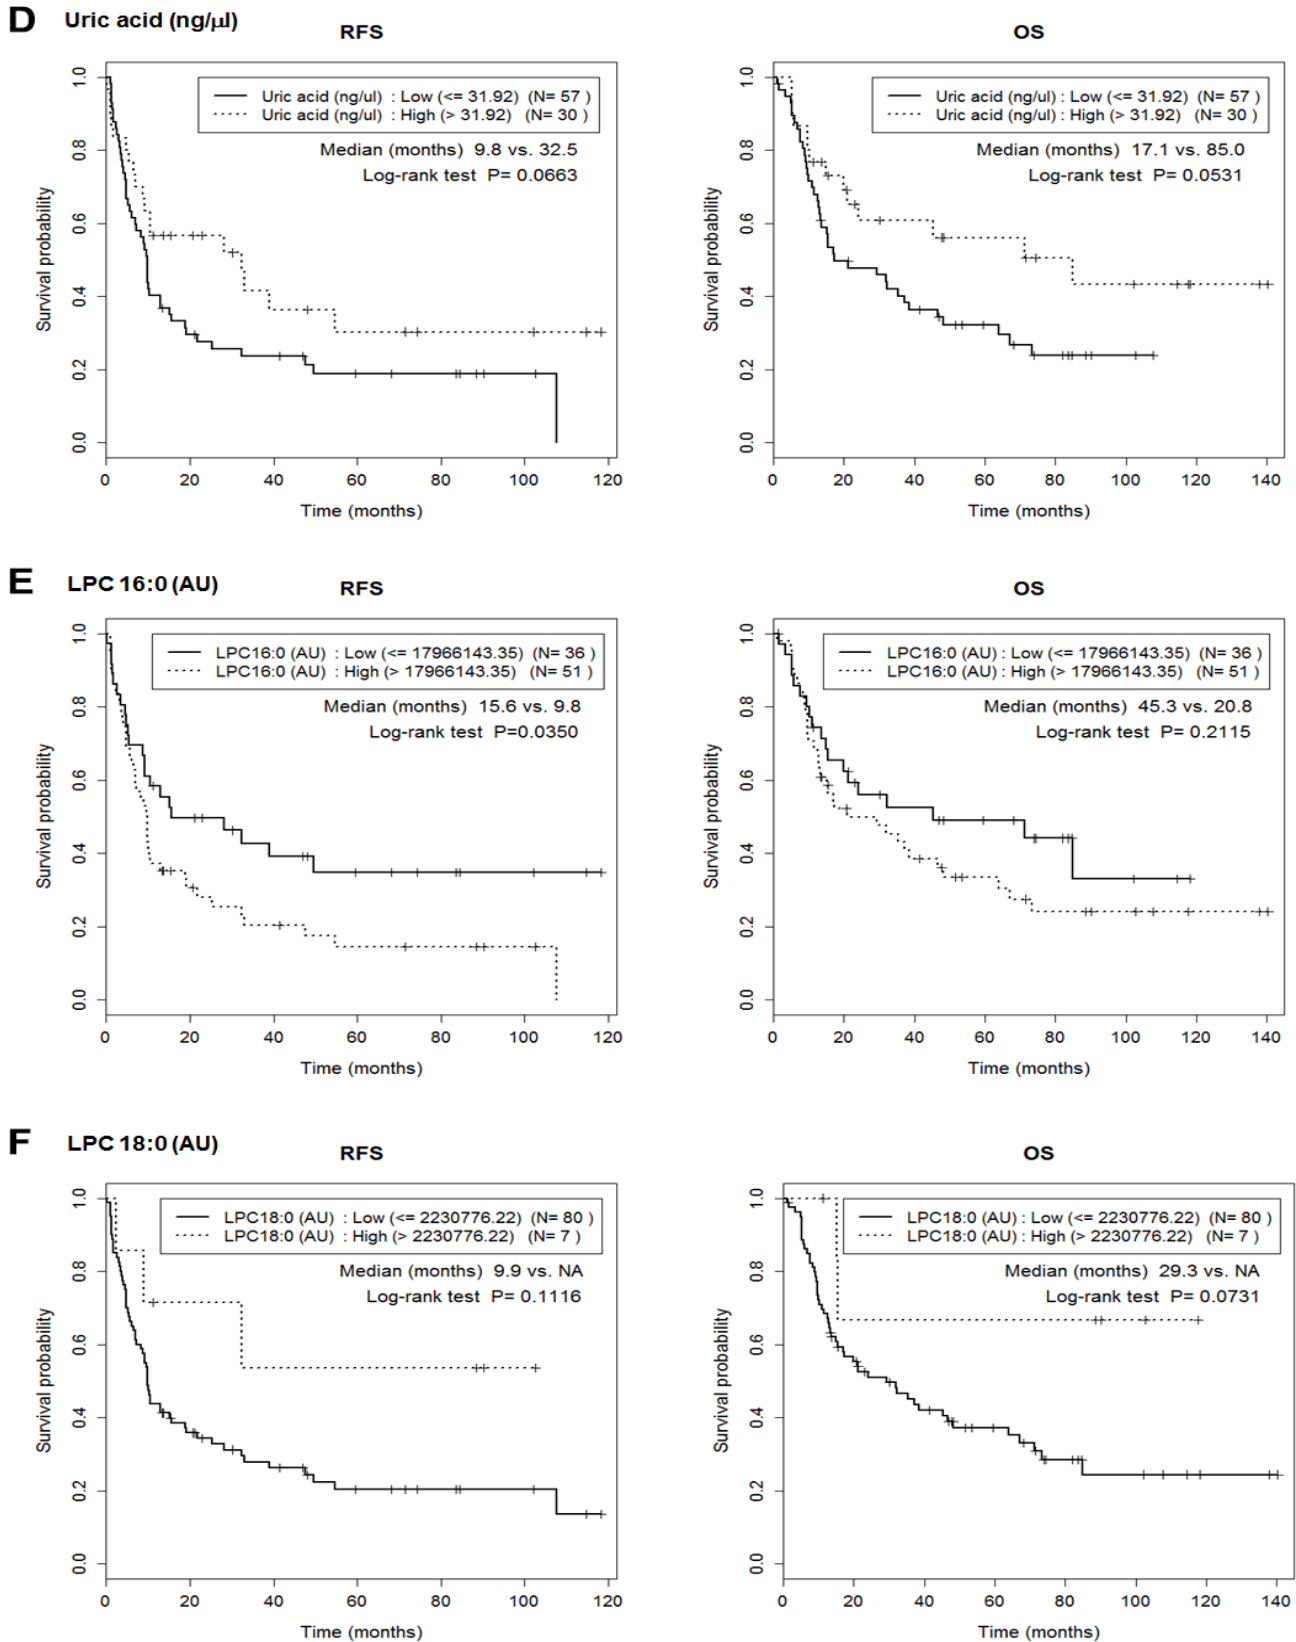 D Uric acid (ng/µl)
RFS
Uric acid (ng/ul) : Low (<= 31.92) (N= 57 )
Uric acid (ng/ul) : High (> 31.92) (N= 30 )
Median (months) 9.8 vs. 32.5
Log-rank test P= 0.0663
Survival probability
0.0 0.2 0.4 0.6 0.8 1.0
0 20 40 60 80 100 120
Time (months)
OS
Uric acid (ng/ul) : Low (<= 31.92) (N= 57 )
Uric acid (ng/ul) : High (> 31.92) (N= 30 )
Median (months) 17.1 vs. 85.0
Log-rank test P= 0.0531
Survival probability
0.0 0.2 0.4 0.6 0.8 1.0
0 20 40 60 80 100 120 140
Time (months)
E LPC 16:0 (AU)
RFS
LPC16:0 (AU) : Low (<= 17966143.35) (N= 36 )
LPC16:0 (AU) : High (> 17966143.35) (N= 51 )
Median (months) 15.6 vs. 9.8
Log-rank test P=0.0350
Survival probability
0.0 0.2 0.4 0.6 0.8 1.0
0 20 40 60 80 100 120
Time (months)
OS
LPC16:0 (AU) : Low (<= 17966143.35) (N= 36 )
LPC16:0 (AU) : High (> 17966143.35) (N= 51 )
Median (months) 45.3 vs. 20.8
Log-rank test P= 0.2115
Survival probability
0.0 0.2 0.4 0.6 0.8 1.0
0 20 40 60 80 100 120 140
Time (months)
F LPC 18:0 (AU)
RFS
LPC18:0 (AU) : Low (<= 2230776.22) (N= 80 )
LPC18:0 (AU) : High (> 2230776.22) (N= 7 )
Median (months) 9.9 vs. NA
Log-rank test P= 0.1116
Survival probability
0.0 0.2 0.4 0.6 0.8 1.0
0 20 40 60 80 100 120
Time (months)
OS
LPC18:0 (AU) : Low (<= 2230776.22) (N= 80 )
LPC18:0 (AU) : High (> 2230776.22) (N= 7 )
Median (months) 29.3 vs. NA
Log-rank test P= 0.0731
Survival probability
0.0 0.2 0.4 0.6 0.8 1.0
0 20 40 60 80 100 120 140
Time (months)